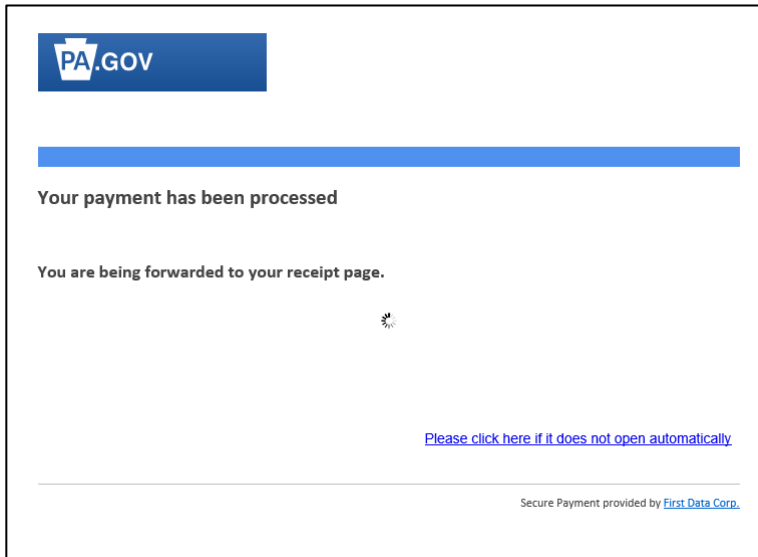 PA.GOV
Your payment has been processed
You are being forwarded to your receipt page.
Please click here if it does not open automatically
Secure Payment provided by First Data Corp.